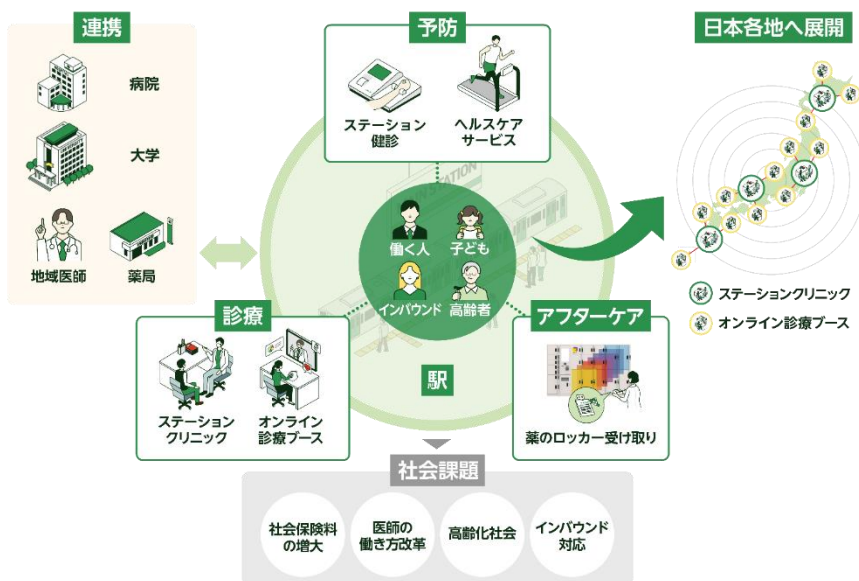 連携
病院
大学
地域医師
薬局
予防
ステーション
健診
ヘルスケア
サービス
日本各地へ展開
ステーションクリニック
オンライン診療ブース
STATION
働く人
子ども
インバウンド
高齢者
診療
ステーション
クリニック
オンライン
診療ブース
駅
アフターケア
薬のロッカー受け取り
社会課題
社会保険料
の増大
医師の
働き方改革
高齢化社会
インバウンド
対応